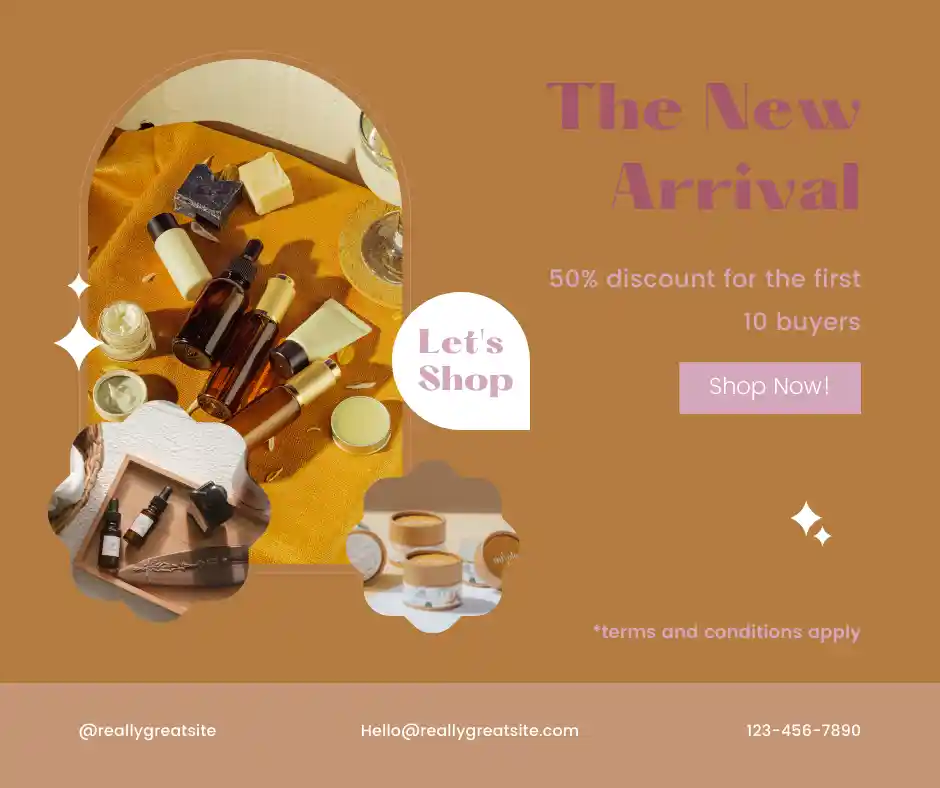 The New
Arrival
50% discount for the first
10 buyers
Let's
Shop
Shop Now!
*terms and conditions apply
@reallygreatsite
Hello@reallygreatsite.com
123-456-7890